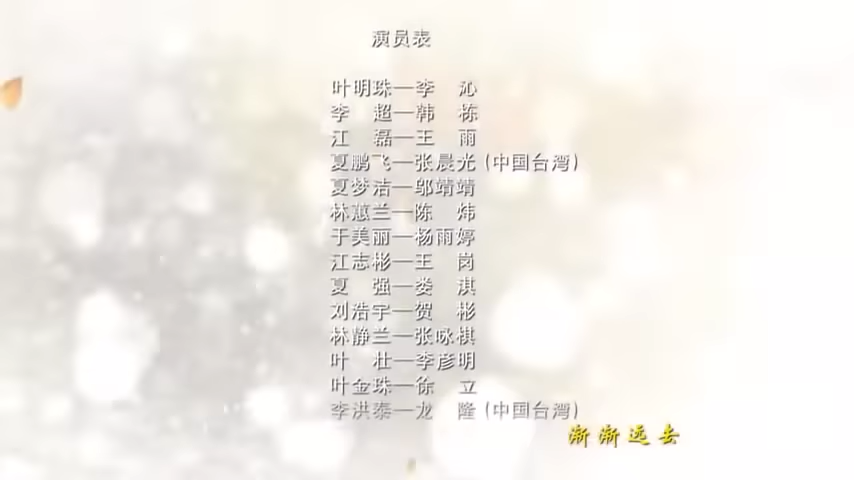 演员表
叶明珠—李 沁
李 超—韩 栋
江 磊—王 雨
夏鹏飞—张晨光(中国台湾)
夏梦洁—邬靖靖
林蕙兰—陈 炜
于美丽—杨雨婷
江志彬—王 岗
夏 强—娄 淇
刘浩宇—贺 彬
林静兰—张咏棋
叶 壮—李彦明
叶金珠—徐 立
李洪泰—龙 隆(中国台湾)
渐渐远去